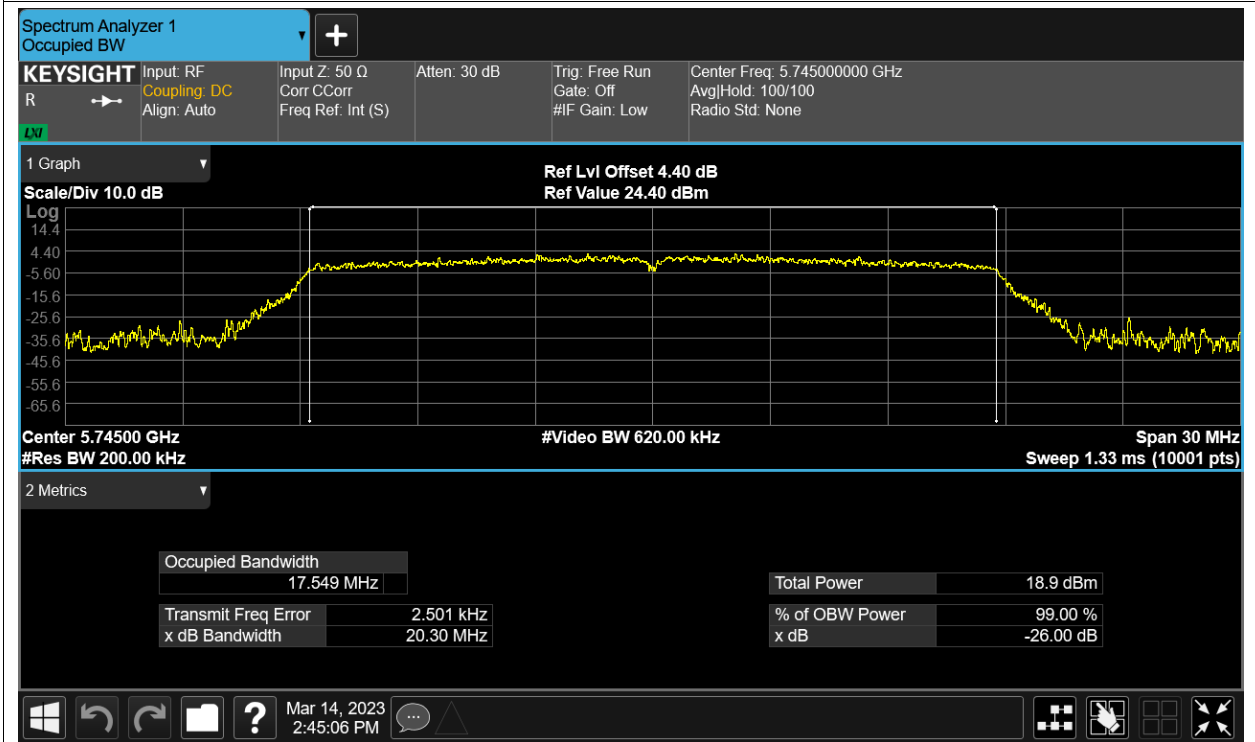 Spectrum Analyzer 1
Occupied BW
KEYSIGHT
R
LXI
Input: RF
Coupling: DC
Align: Auto
Input Z: 50 Ω
Corr CCorr
Freq Ref: Int (S)
Atten: 30 dB
Trig: Free Run
Gate: Off
#IF Gain: Low
Center Freq: 5.745000000 GHz
Avg|Hold: 100/100
Radio Std: None
1 Graph
Scale/Div 10.0 dB
Ref Lvl Offset 4.40 dB
Ref Value 24.40 dBm
Log
14.4
4.40
-5.60
-15.6
-25.6
-35.6
-45.6
-55.6
-65.6
Center 5.74500 GHz
#Video BW 620.00 kHz
Span 30 MHz
#Res BW 200.00 kHz
Sweep 1.33 ms (10001 pts)
2 Metrics
Occupied Bandwidth
17.549 MHz
Transmit Freq Error 2.501 kHz
x dB Bandwidth 20.30 MHz
Total Power 18.9 dBm
% of OBW Power 99.00 %
x dB -26.00 dB
?
Mar 14, 2023
2:45:06 PM